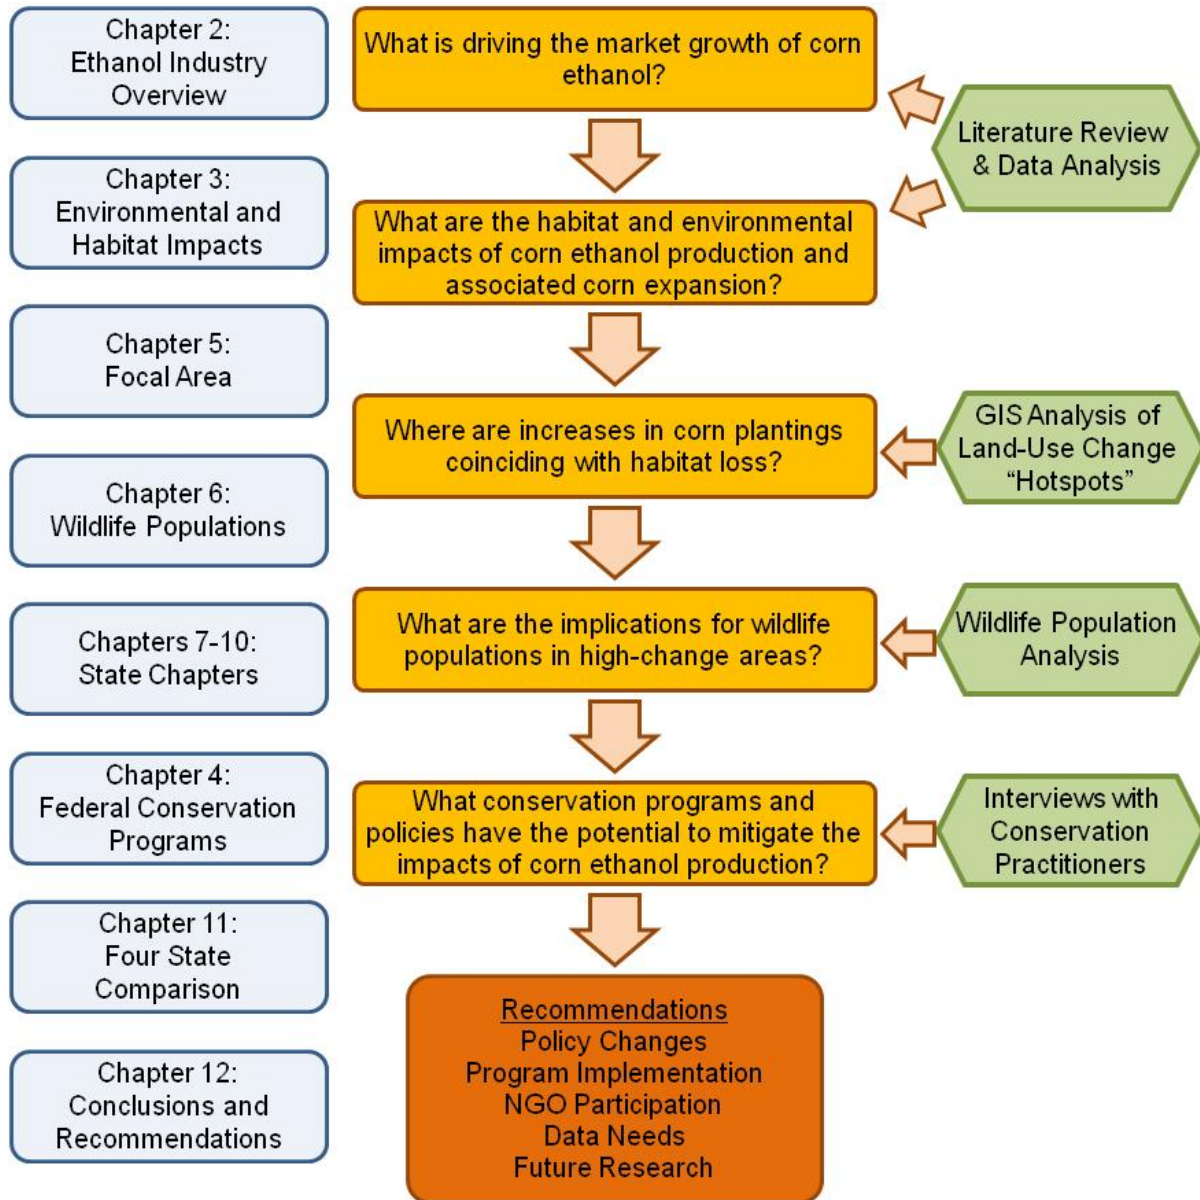 Chapter 2:
Ethanol Industry
Overview
Chapter 3:
Environmental and
Habitat Impacts
Chapter 5:
Focal Area
Chapter 6:
Wildlife Populations
Chapters 7-10:
State Chapters
Chapter 4:
Federal Conservation
Programs
Chapter 11:
Four State
Comparison
Chapter 12:
Conclusions and
Recommendations
What is driving the market growth of corn
ethanol?
What are the habitat and environmental
impacts of corn ethanol production and
associated corn expansion?
Where are increases in corn plantings
coinciding with habitat loss?
What are the implications for wildlife
populations in high-change areas?
What conservation programs and
policies have the potential to mitigate the
impacts of corn ethanol production?
Recommendations
Policy Changes
Program Implementation
NGO Participation
Data Needs
Future Research
Literature Review
& Data Analysis
GIS Analysis of
Land-Use Change
“Hotspots”
Wildlife Population
Analysis
Interviews with
Conservation
Practitioners